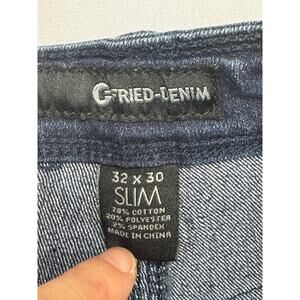 G-FRIED-DENIM
32 X 30
SLIM
78% COTTON
20% POLYESTER
2% SPANDEX
MADE IN CHINA